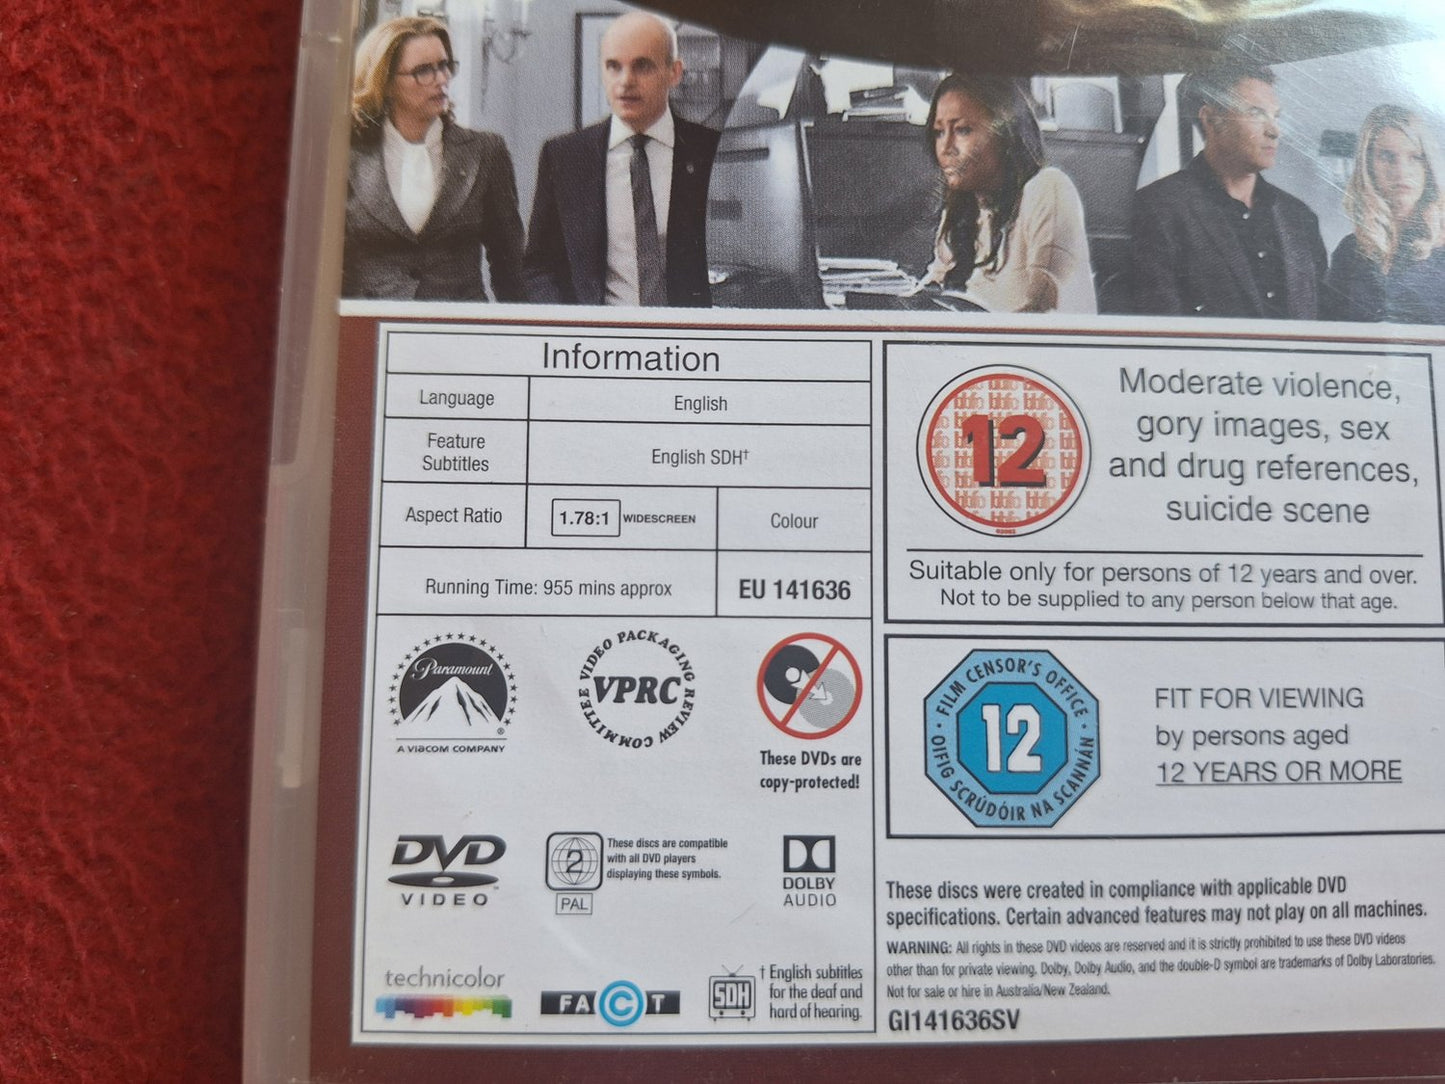 Information
Language
English
Feature
Subtitles
English SDH†
Aspect Ratio
1.78:1 WIDESCREEN
Colour
Running Time: 955 mins approx
EU 141636
Paramount
®
A VIACOM COMPANY
VIDEO PACKAGING REVIEW COMMITTEE
VPRC
These DVDs are
copy-protected!
DVD
VIDEO
2
PAL
These discs are compatible
with all DVD players
displaying these symbols.
DOLBY
AUDIO
technicolor
FACT
SDH
† English subtitles
for the deaf and
hard of hearing.
12
Moderate violence,
gory images, sex
and drug references,
suicide scene
Suitable only for persons of 12 years and over.
Not to be supplied to any person below that age.
FILM CENSOR'S OFFICE
12
OIFIG SCRÚDÓIR NA SCANNÁN
FIT FOR VIEWING
by persons aged
12 YEARS OR MORE
These discs were created in compliance with applicable DVD
specifications. Certain advanced features may not play on all machines.
WARNING: All rights in these DVD videos are reserved and it is strictly prohibited to use these DVD videos
other than for private viewing. Dolby, Dolby Audio, and the double-D symbol are trademarks of Dolby Laboratories.
Not for sale or hire in Australia/New Zealand.
GI141636SV